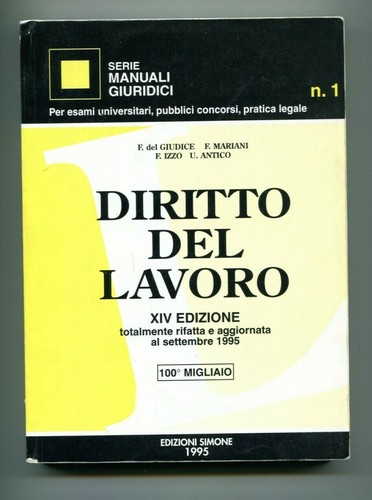 SERIE
MANUALI
GIURIDICI
n. 1
Per esami universitari, pubblici concorsi, pratica legale
F. del GIUDICE F. MARIANI
F. IZZO U. ANTICO
DIRITTO
DEL
LAVORO
XIV EDIZIONE
totalmente rifatta e aggiornata
al settembre 1995
100° MIGLIAIO
EDIZIONI SIMONE
1995